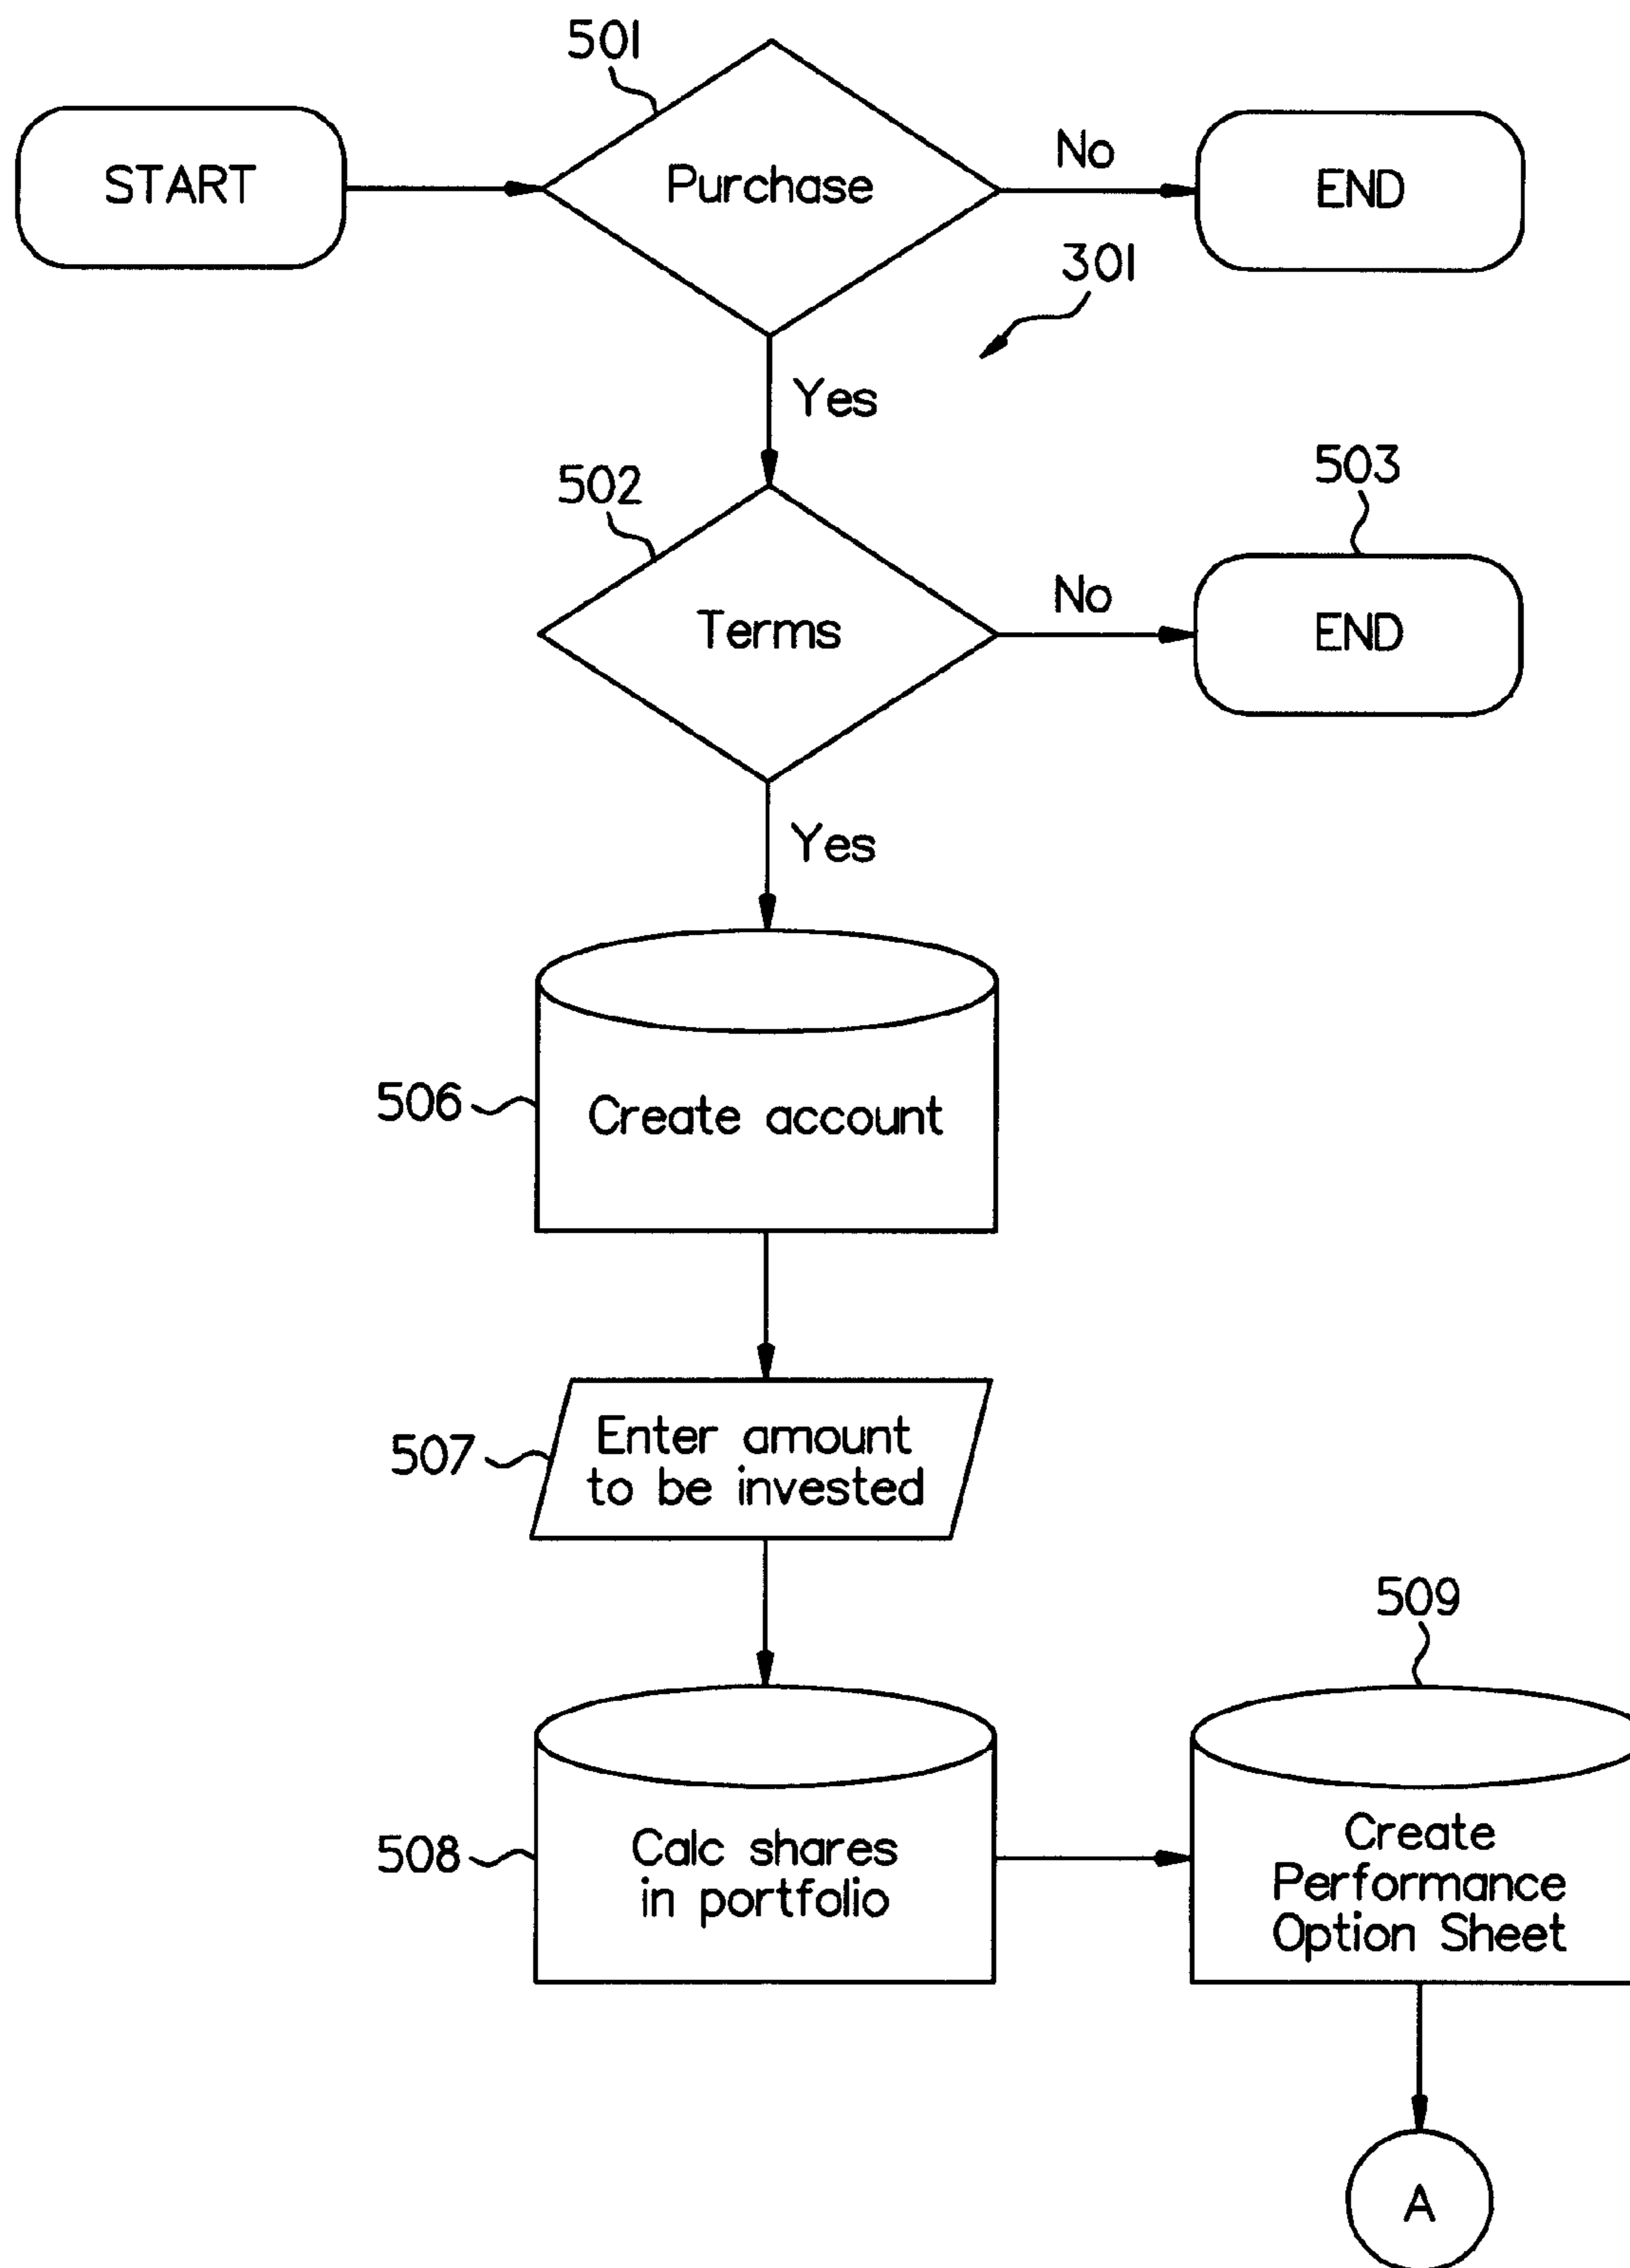 501
START
Purchase
No
END
301
Yes
502
503
Terms
No
END
Yes
506
Create account
507
Enter amount
to be invested
509
508
Calc shares
in portfolio
Create
Performance
Option Sheet
A